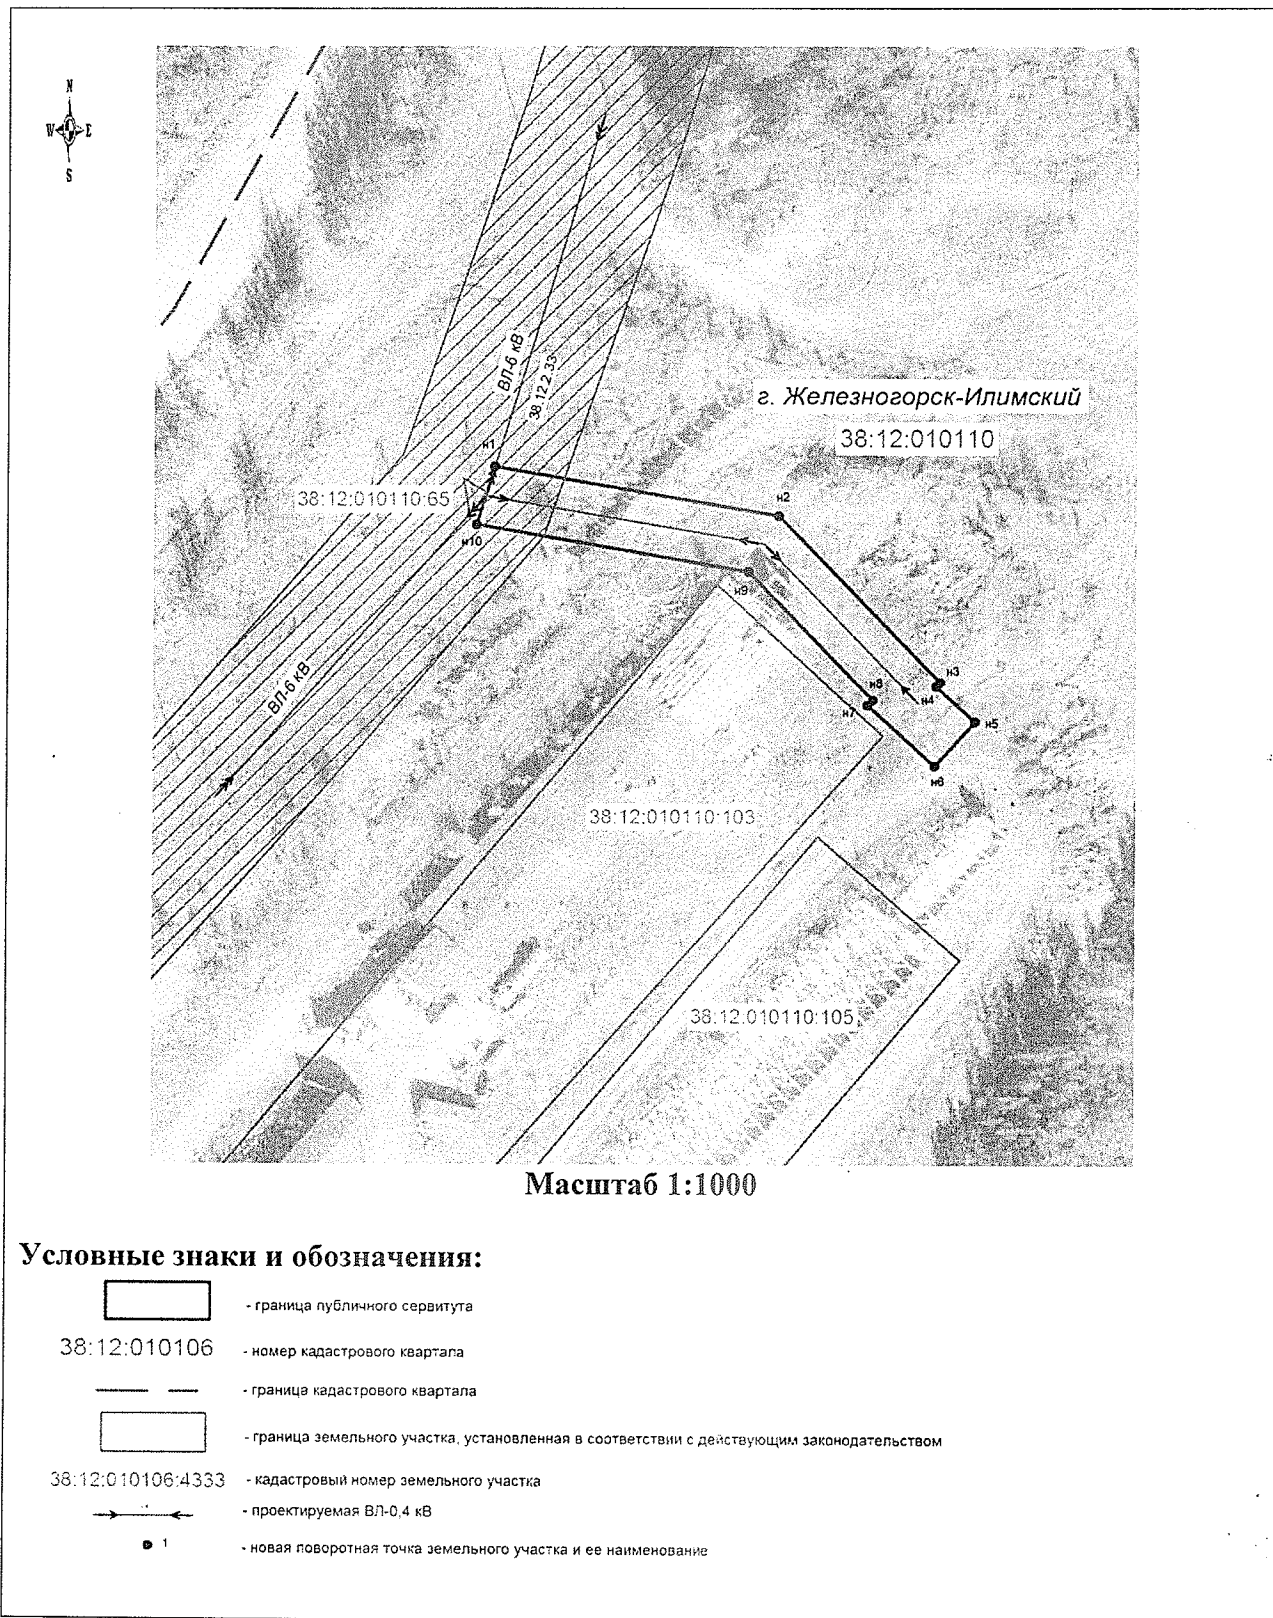 N
W E
S
ВЛ-6 кВ
38.12.2.33
г. Железногорск-Илимский
38:12:010110
н1
38:12:010110:65
н2
н10
н9
н3
н8
н4
н7
н5
н6
ВЛ-6 кВ
38:12:010110:103
38:12:010110:105
Масштаб 1:1000
Условные знаки и обозначения:
- граница публичного сервитута
38:12:010106 - номер кадастрового квартала
- граница кадастрового квартала
- граница земельного участка, установленная в соответствии с действующим законодательством
38:12:010106:4333 - кадастровый номер земельного участка
- проектируемая ВЛ-0,4 кВ
1 - новая поворотная точка земельного участка и ее наименование